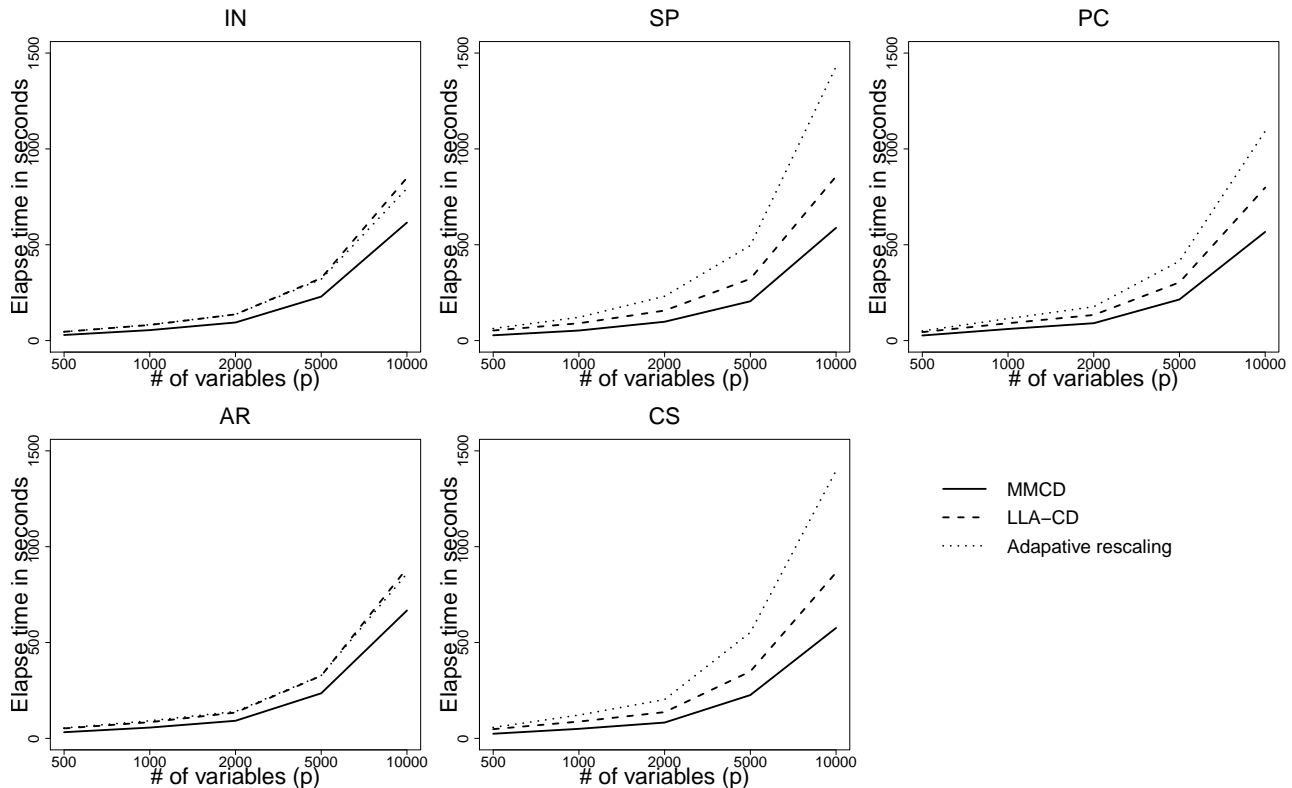 IN
Elapse time in seconds
1500
1000
500
0
500 1000 2000 5000 10000
# of variables (p)
SP
Elapse time in seconds
1500
1000
500
0
500 1000 2000 5000 10000
# of variables (p)
PC
Elapse time in seconds
1500
1000
500
0
500 1000 2000 5000 10000
# of variables (p)
AR
Elapse time in seconds
1500
1000
500
0
500 1000 2000 5000 10000
# of variables (p)
CS
Elapse time in seconds
1500
1000
500
0
500 1000 2000 5000 10000
# of variables (p)
MMCD
LLA−CD
Adapative rescaling